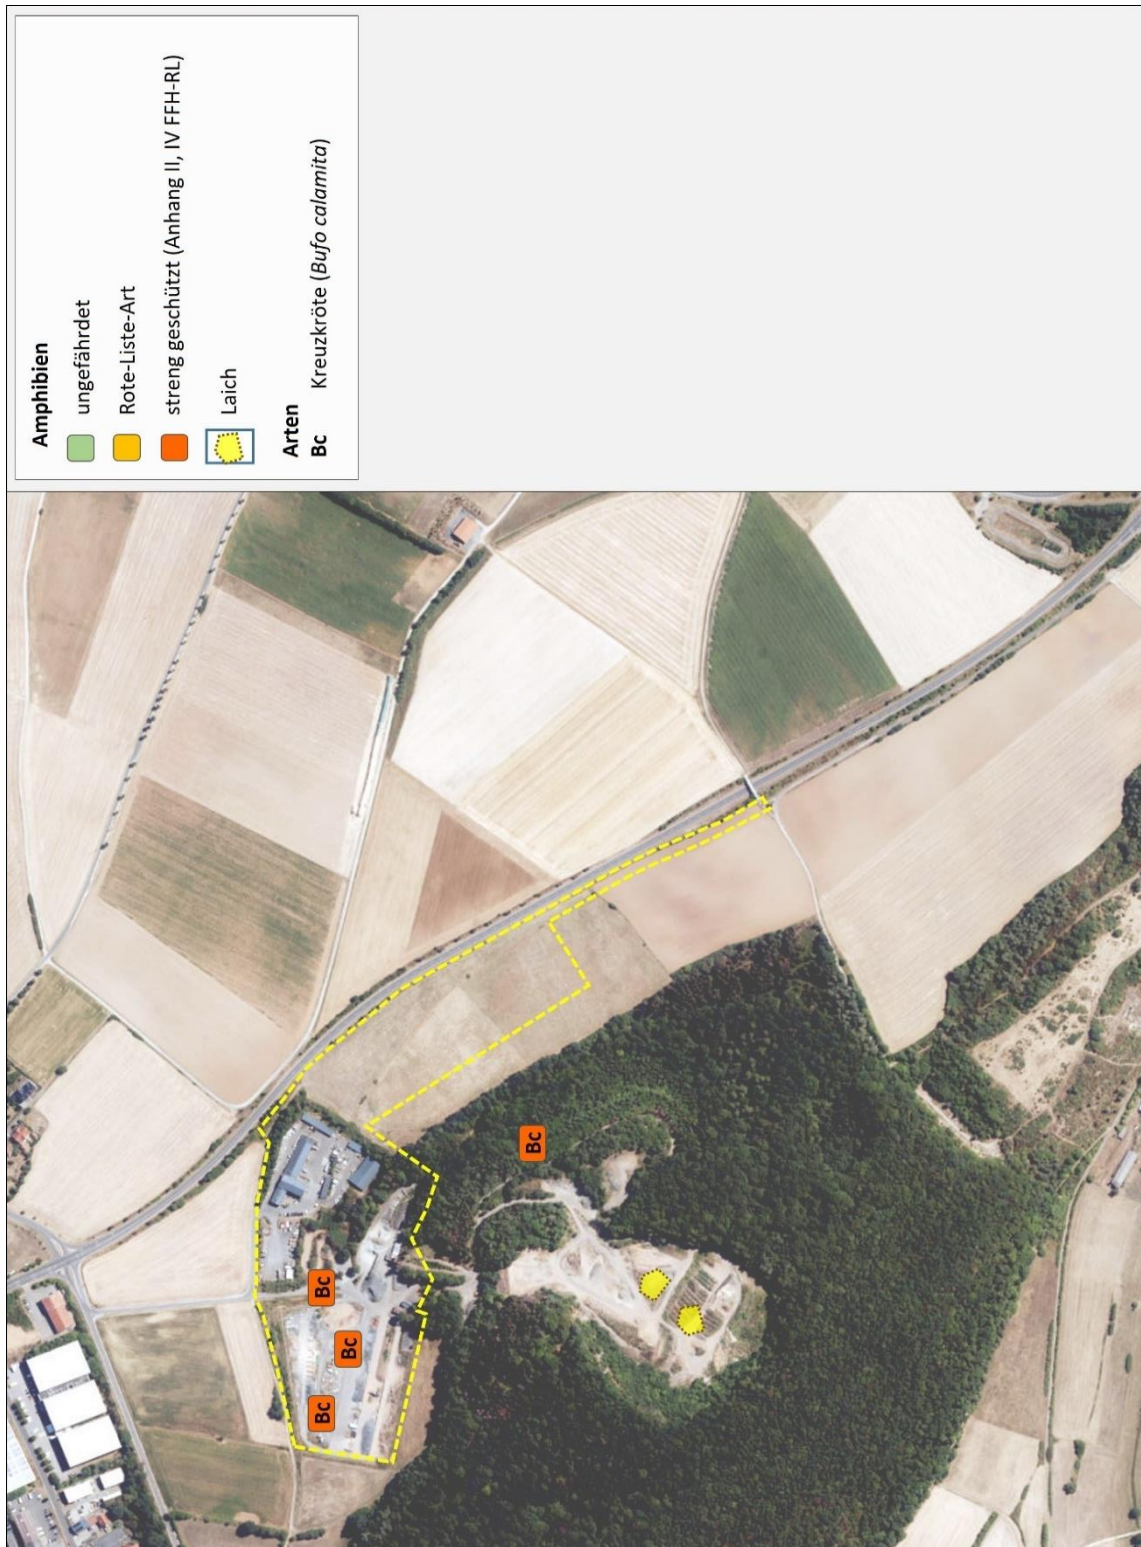 Amphibien
ungefährdet
Rote-Liste-Art
streng geschützt (Anhang II, IV FFH-RL)
Laich
Arten
Bc Kreuzkröte (Bufo calamita)
Bc
Bc
Bc
Bc